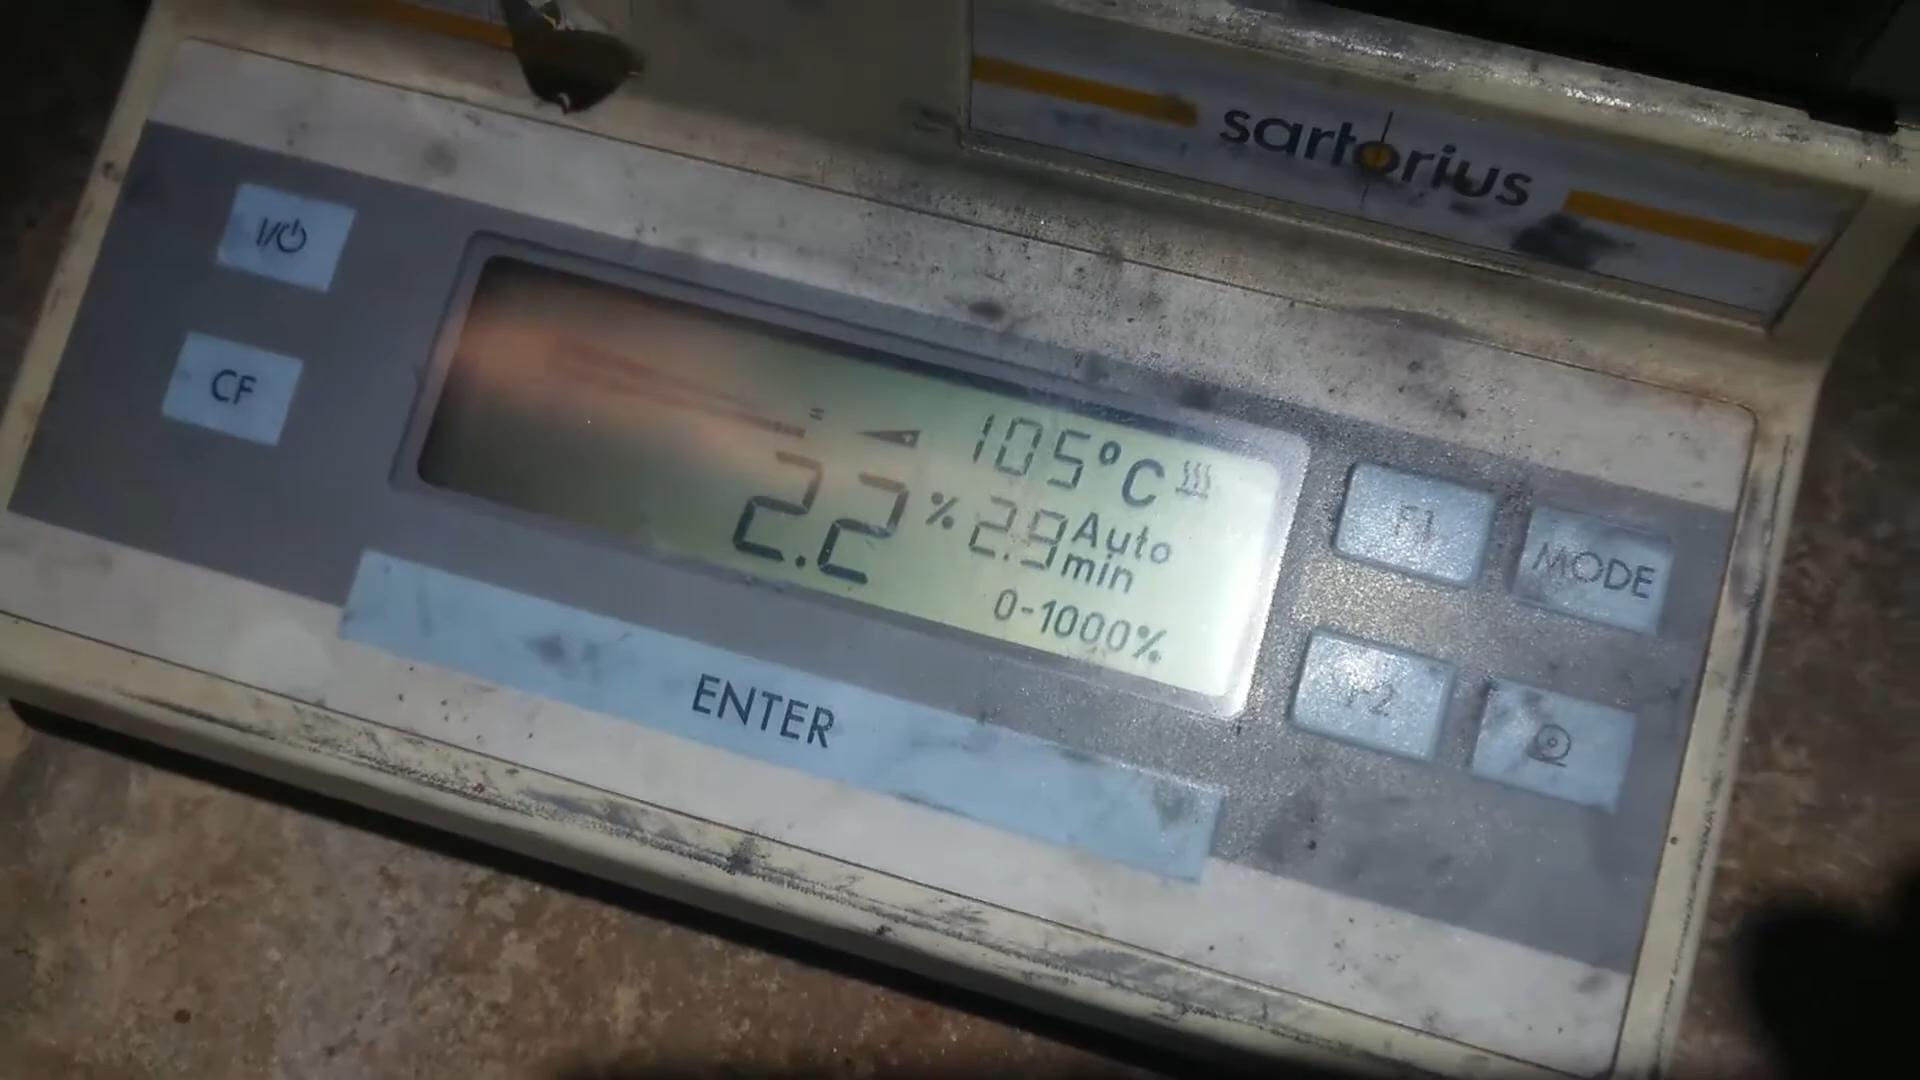 sartorius
I/⏻
CF
105°C
2.2 % 2.9 Auto min
0-1000%
F1
MODE
F2
ENTER